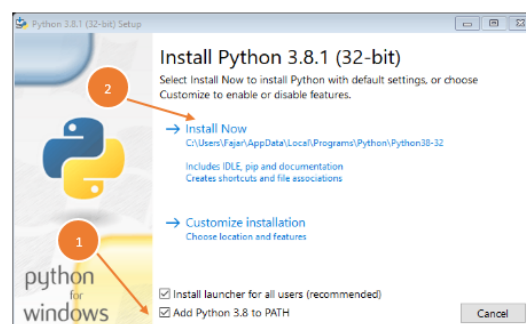 Python 3.8.1 (32-bit) Setup
Install Python 3.8.1 (32-bit)
Select Install Now to install Python with default settings, or choose
Customize to enable or disable features.
2
→ Install Now
C:\Users\Fajar\AppData\Local\Programs\Python\Python38-32
Includes IDLE, pip and documentation
Creates shortcuts and file associations
→ Customize installation
Choose location and features
1
python
for
windows
Install launcher for all users (recommended)
Add Python 3.8 to PATH
Cancel